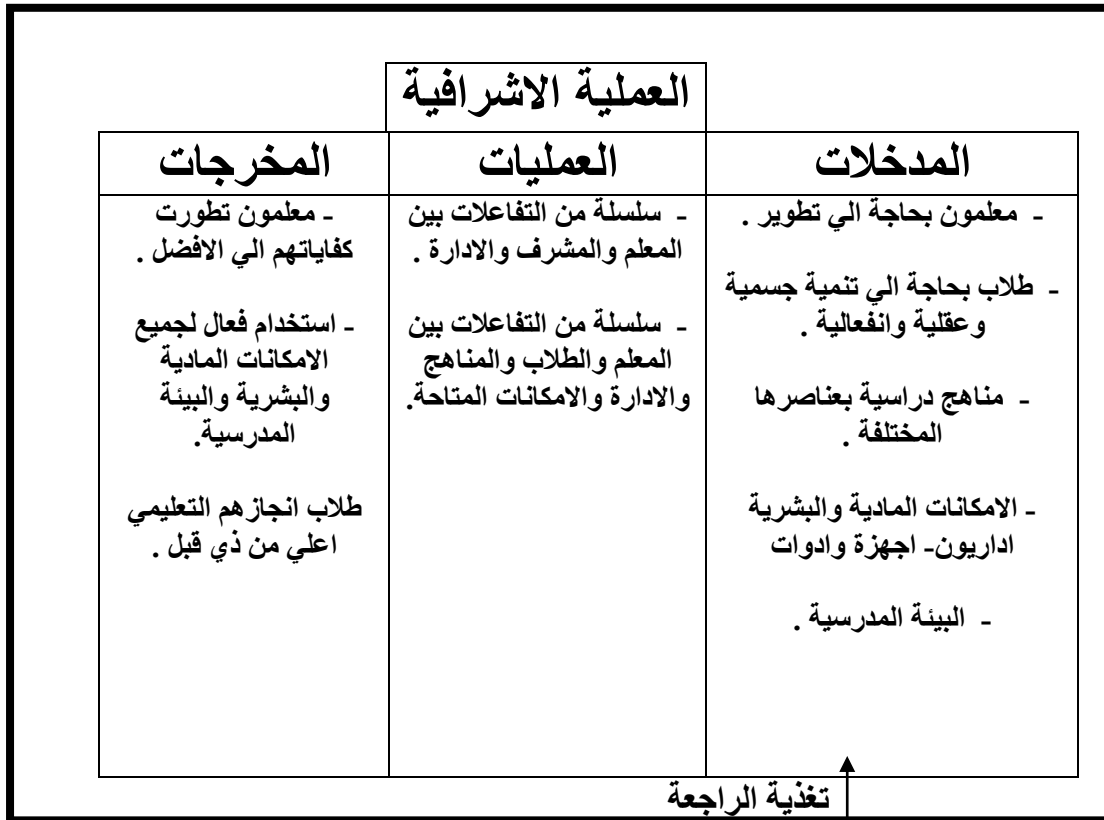 العملية الاشرافية
المدخلات
العمليات
المخرجات
- معلمون بحاجة الي تطوير .
- طلاب بحاجة الي تنمية جسمية
وعقلية وانفعالية .
- مناهج دراسية بعناصرها
المختلفة .
- الامكانات المادية والبشرية
اداريون- اجهزة وادوات
- البيئة المدرسية .
- سلسلة من التفاعلات بين
المعلم والمشرف والادارة .
- سلسلة من التفاعلات بين
المعلم والطلاب والمناهج
والادارة والامكانات المتاحة.
- معلمون تطورت
كفاياتهم الي الافضل .
- استخدام فعال لجميع
الامكانات المادية
والبشرية والبيئة
المدرسية.
طلاب انجازهم التعليمي
اعلي من ذي قبل .
تغذية الراجعة